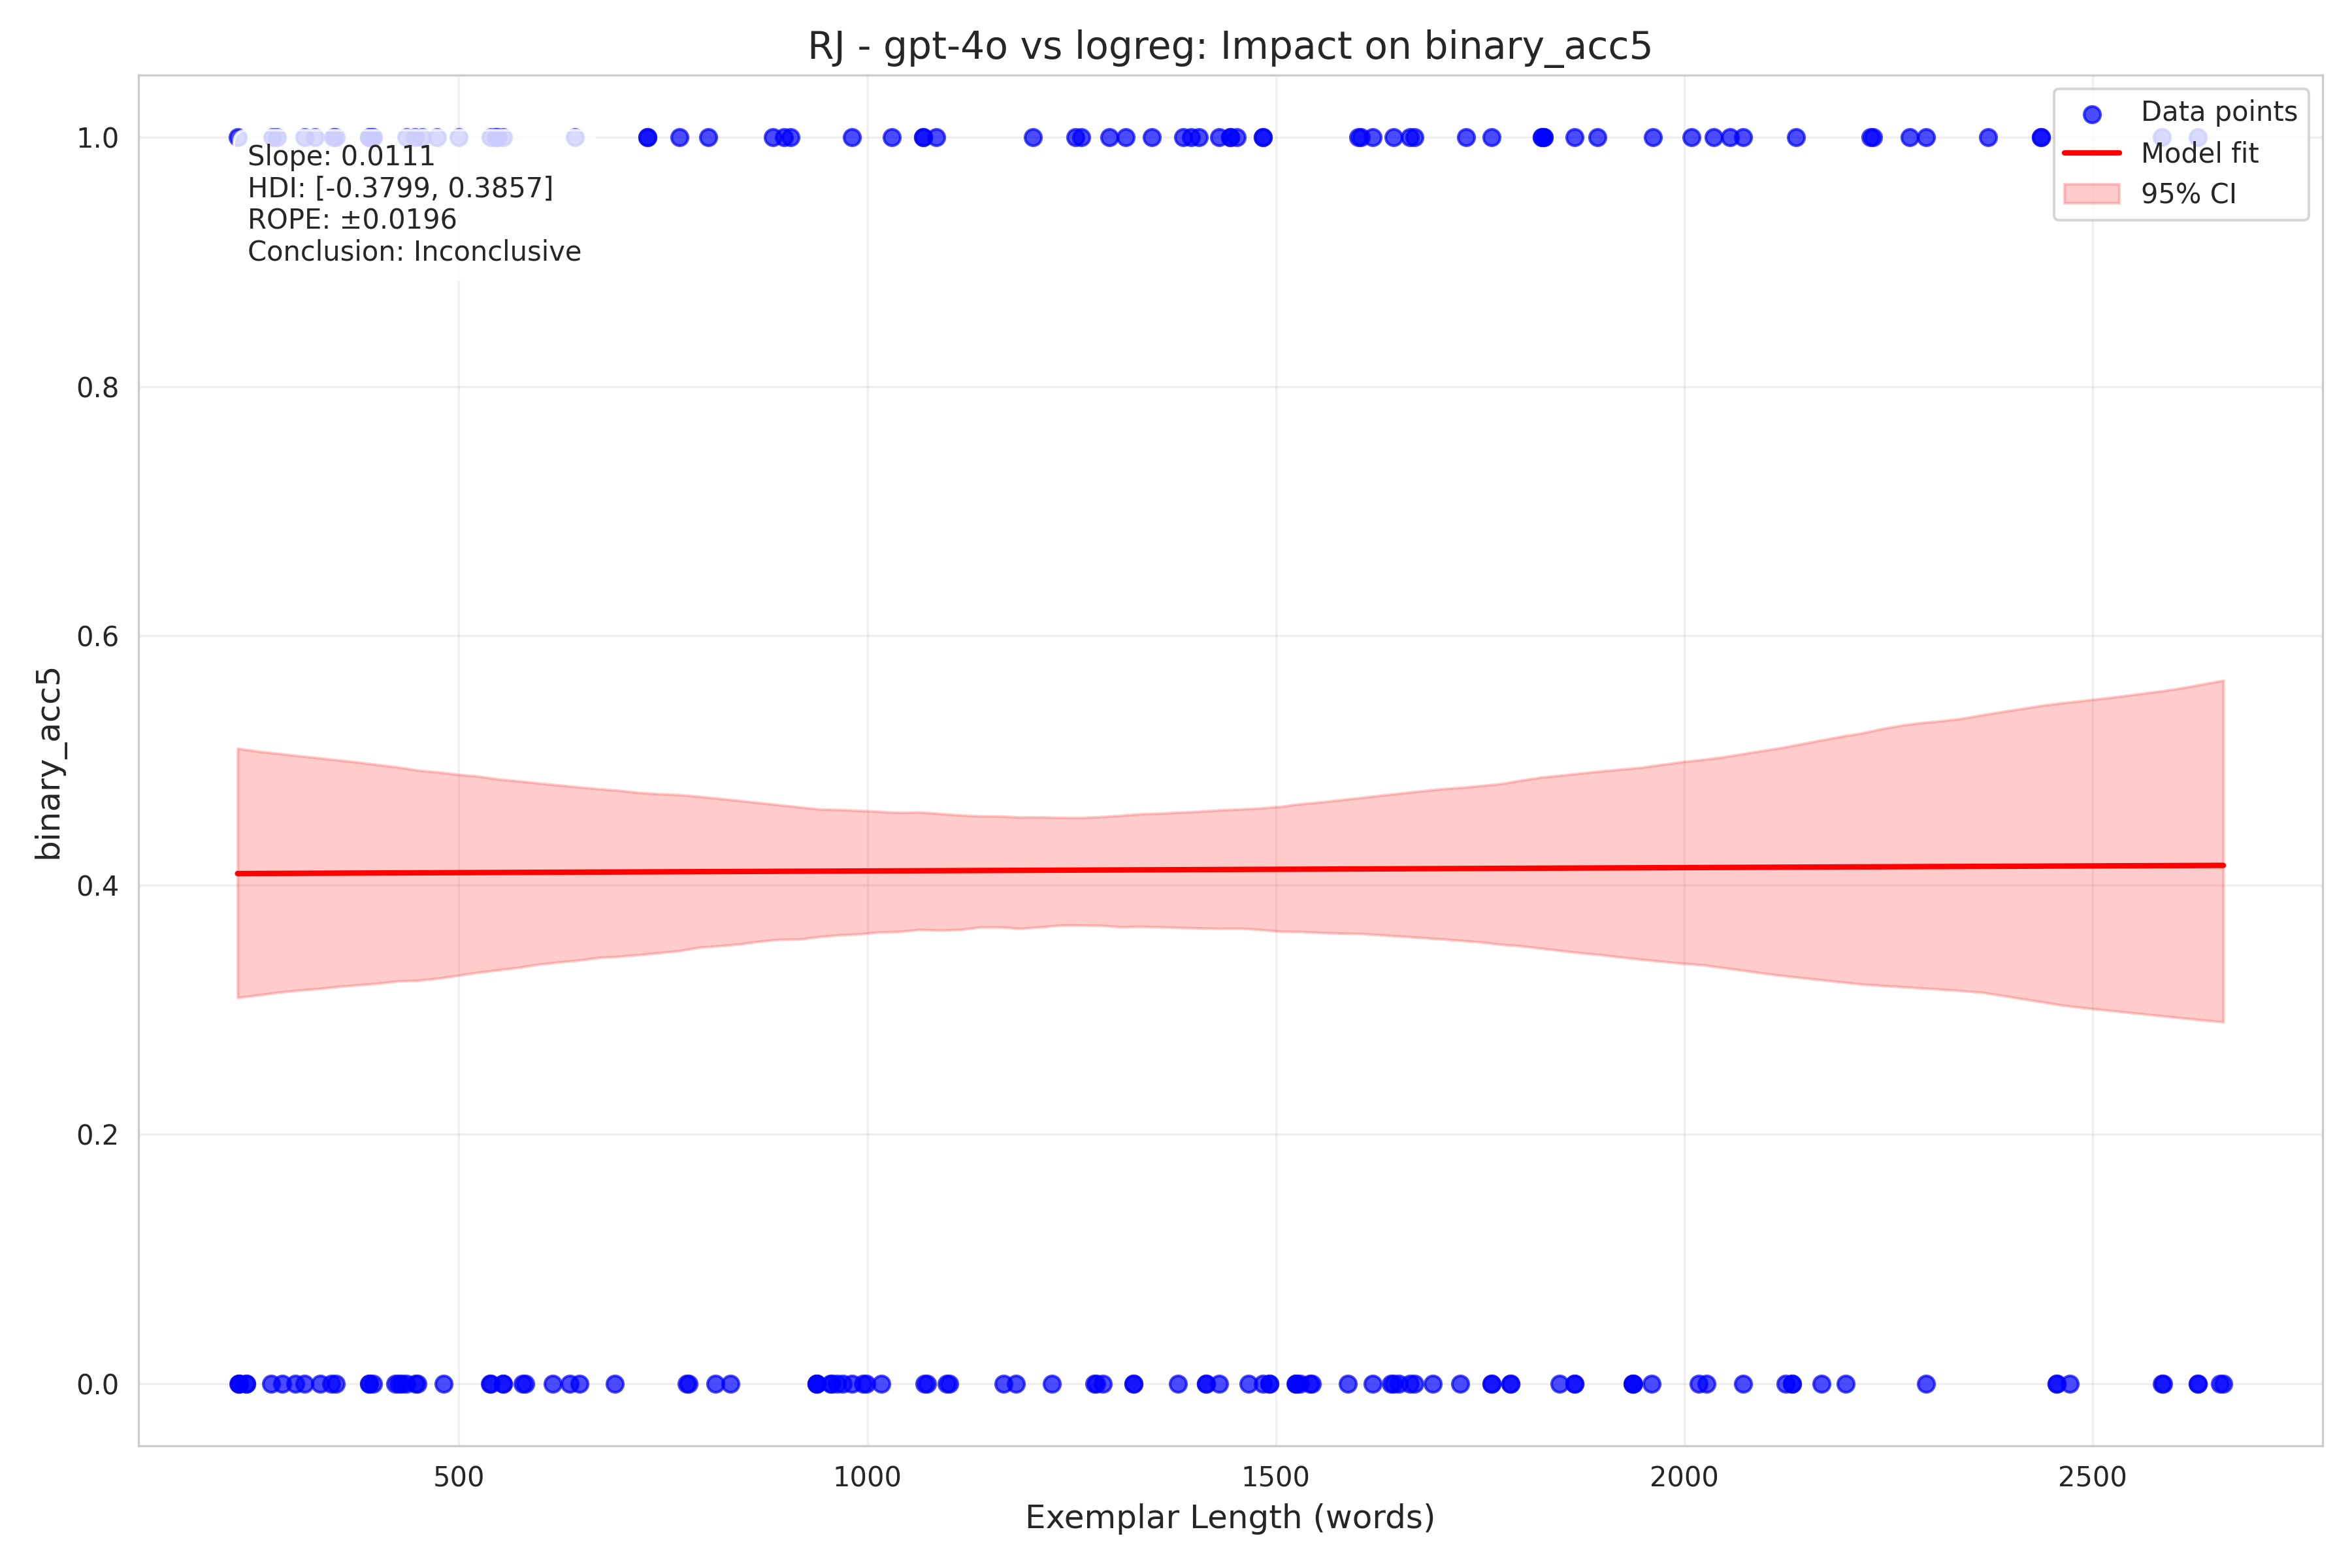 RJ - gpt-4o vs logreg: Impact on binary_acc5
Slope: 0.0111
HDI: [-0.3799, 0.3857]
ROPE: ±0.0196
Conclusion: Inconclusive
Data points
Model fit
95% CI
binary_acc5
1.0
0.8
0.6
0.4
0.2
0.0
500 1000 1500 2000 2500
Exemplar Length (words)